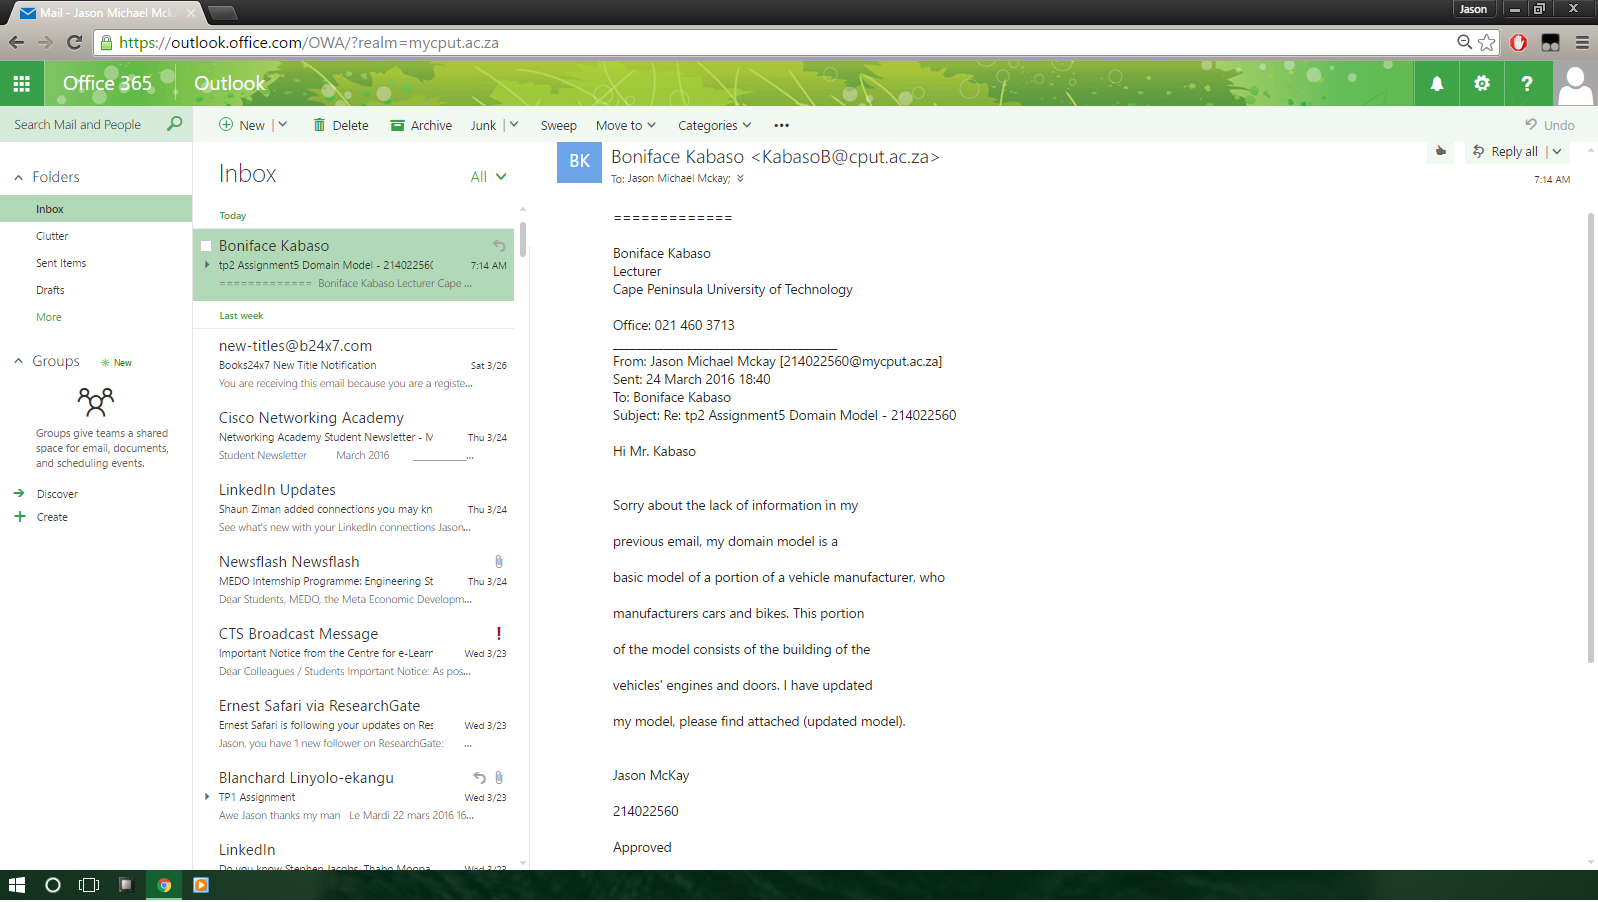 Mail - Jason Michael Mck
Jason
https://outlook.office.com/OWA/?realm=mycput.ac.za
Office 365
Outlook
?
Search Mail and People
New
Delete
Archive
Junk
Sweep
Move to
Categories
•••
Undo
Folders
Inbox
Clutter
Sent Items
Drafts
More
Groups
New
Groups give teams a shared
space for email, documents,
and scheduling events.
Discover
Create
Inbox
All
Today
Boniface Kabaso
tp2 Assignment5 Domain Model - 21402256
7:14 AM
============= Boniface Kabaso Lecturer Cape ...
Last week
new-titles@b24x7.com
Books24x7 New Title Notification
Sat 3/26
You are receiving this email because you are a registe...
Cisco Networking Academy
Networking Academy Student Newsletter - M
Thu 3/24
Student Newsletter March 2016 ___________...
LinkedIn Updates
Shaun Ziman added connections you may kn
Thu 3/24
See what's new with your LinkedIn connections Jason...
Newsflash Newsflash
MEDO Internship Programme: Engineering St
Thu 3/24
Dear Students, MEDO, the Meta Economic Developm...
CTS Broadcast Message
!
Important Notice from the Centre for e-Learn
Wed 3/23
Dear Colleagues / Students Important Notice: As pos...
Ernest Safari via ResearchGate
Ernest Safari is following your updates on Res
Wed 3/23
Jason, you have 1 new follower on ResearchGate: ...
Blanchard Linyolo-ekangu
TP1 Assignment
Wed 3/23
Awe Jason thanks my man Le Mardi 22 mars 2016 16...
LinkedIn
Do you know Stephen Jacobs, Thabo Moopa
Wed 3/23
BK
Boniface Kabaso <KabasoB@cput.ac.za>
To: Jason Michael Mckay;
Reply all
7:14 AM
=============
Boniface Kabaso
Lecturer
Cape Peninsula University of Technology
Office: 021 460 3713
________________________________________
From: Jason Michael Mckay [214022560@mycput.ac.za]
Sent: 24 March 2016 18:40
To: Boniface Kabaso
Subject: Re: tp2 Assignment5 Domain Model - 214022560
Hi Mr. Kabaso
Sorry about the lack of information in my
previous email, my domain model is a
basic model of a portion of a vehicle manufacturer, who
manufacturers cars and bikes. This portion
of the model consists of the building of the
vehicles' engines and doors. I have updated
my model, please find attached (updated model).
Jason McKay
214022560
Approved